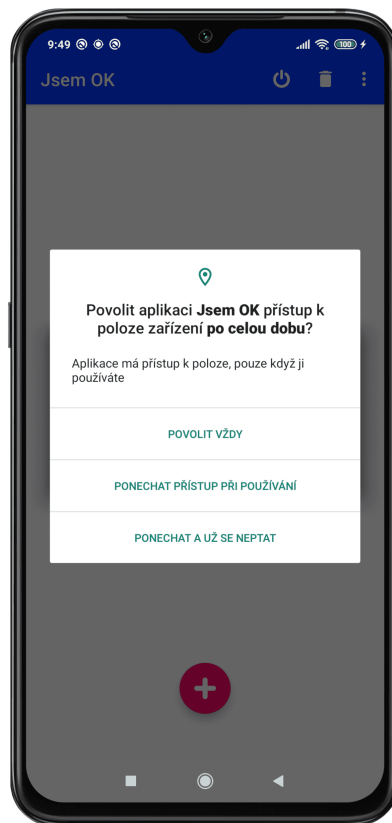 9:49
100
Jsem OK
Povolit aplikaci Jsem OK přístup k
poloze zařízení po celou dobu?
Aplikace má přístup k poloze, pouze když ji
používáte
POVOLIT VŽDY
PONECHAT PŘÍSTUP PŘI POUŽÍVÁNÍ
PONECHAT A UŽ SE NEPTAT